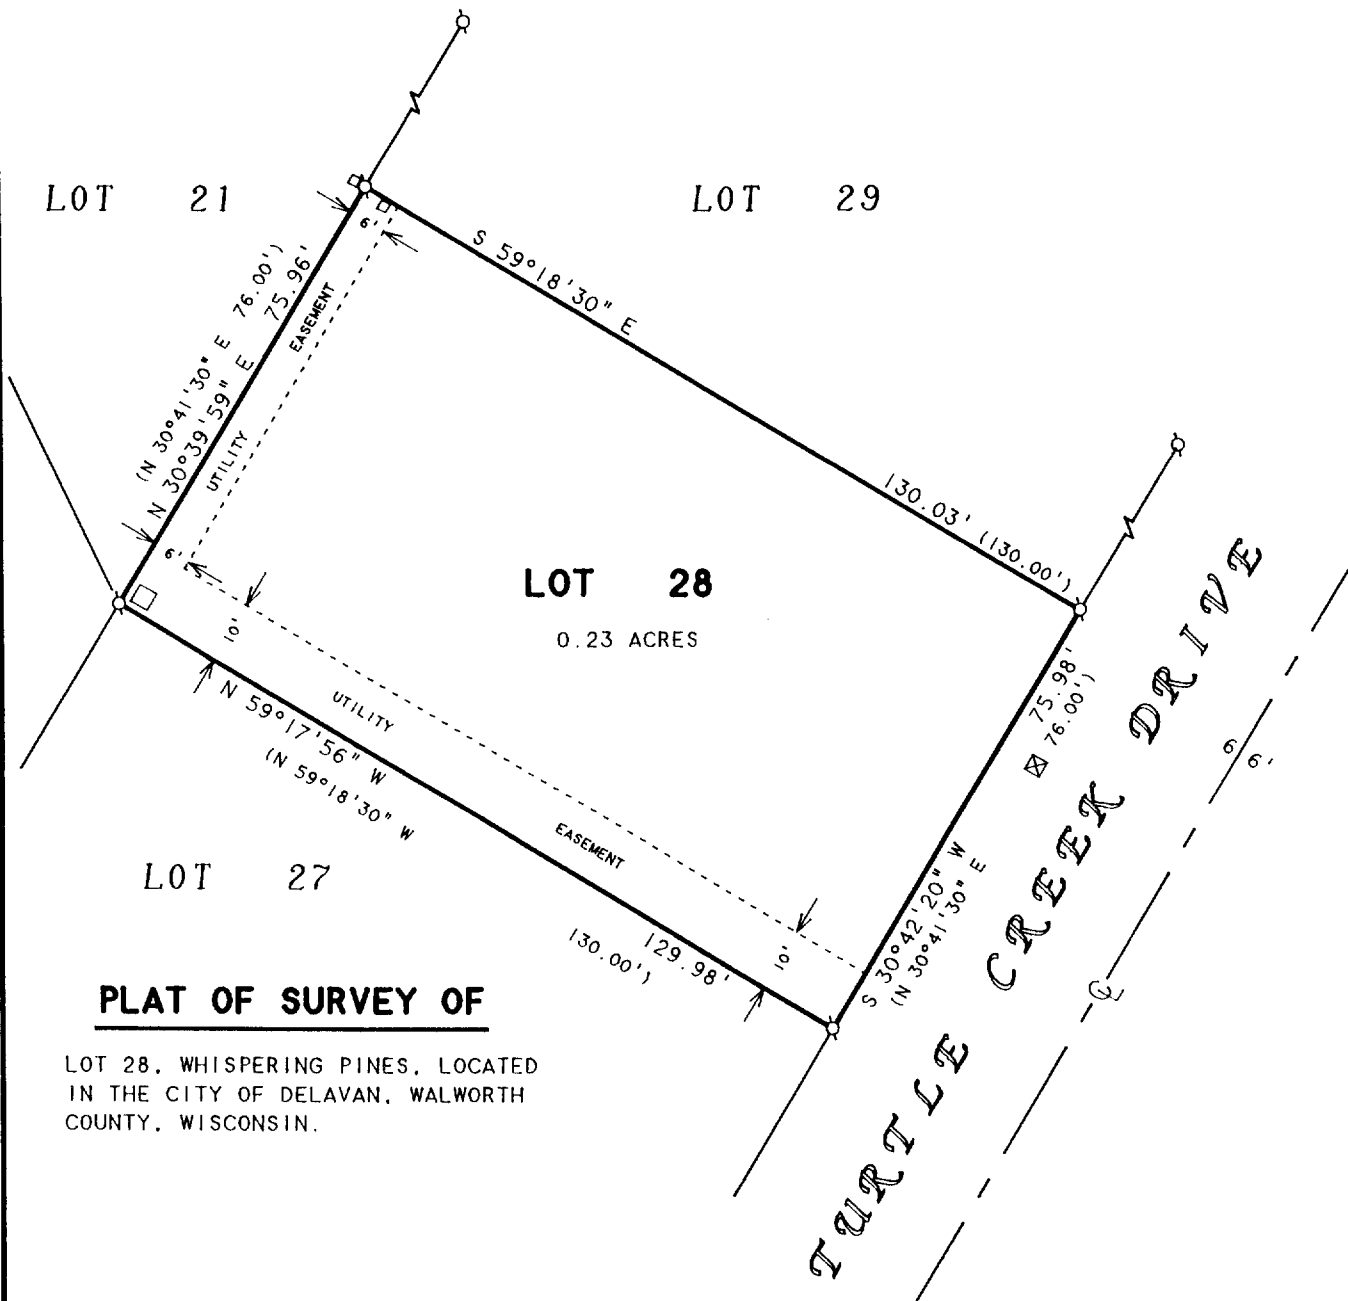 LOT 21
LOT 29
6'
S 59°18'30" E
(N 30°41'30" E 76.00')
N 30°39'59" E 75.96'
UTILITY EASEMENT
130.03' (130.00')
6'
LOT 28
0.23 ACRES
10'
UTILITY EASEMENT
N 59°17'56" W 129.98'
(N 59°18'30" W 130.00')
10'
75.98'
76.00')
S 30°42'20" W
(N 30°41'30" E
66'
TURTLE CREEK DRIVE
LOT 27
PLAT OF SURVEY OF
LOT 28, WHISPERING PINES, LOCATED
IN THE CITY OF DELAVAN, WALWORTH
COUNTY, WISCONSIN.